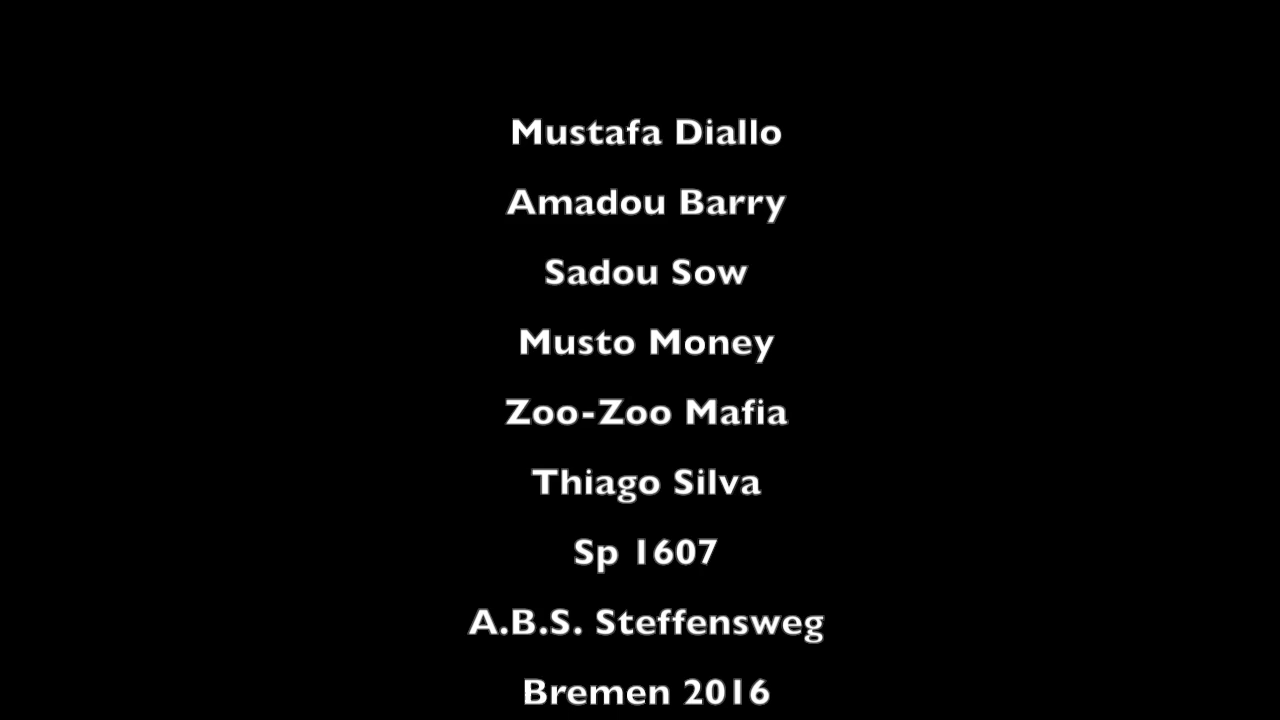 Mustafa Diallo
Amadou Barry
Sadou Sow
Musto Money
Zoo-Zoo Mafia
Thiago Silva
Sp 1607
A.B.S. Steffensweg
Bremen 2016